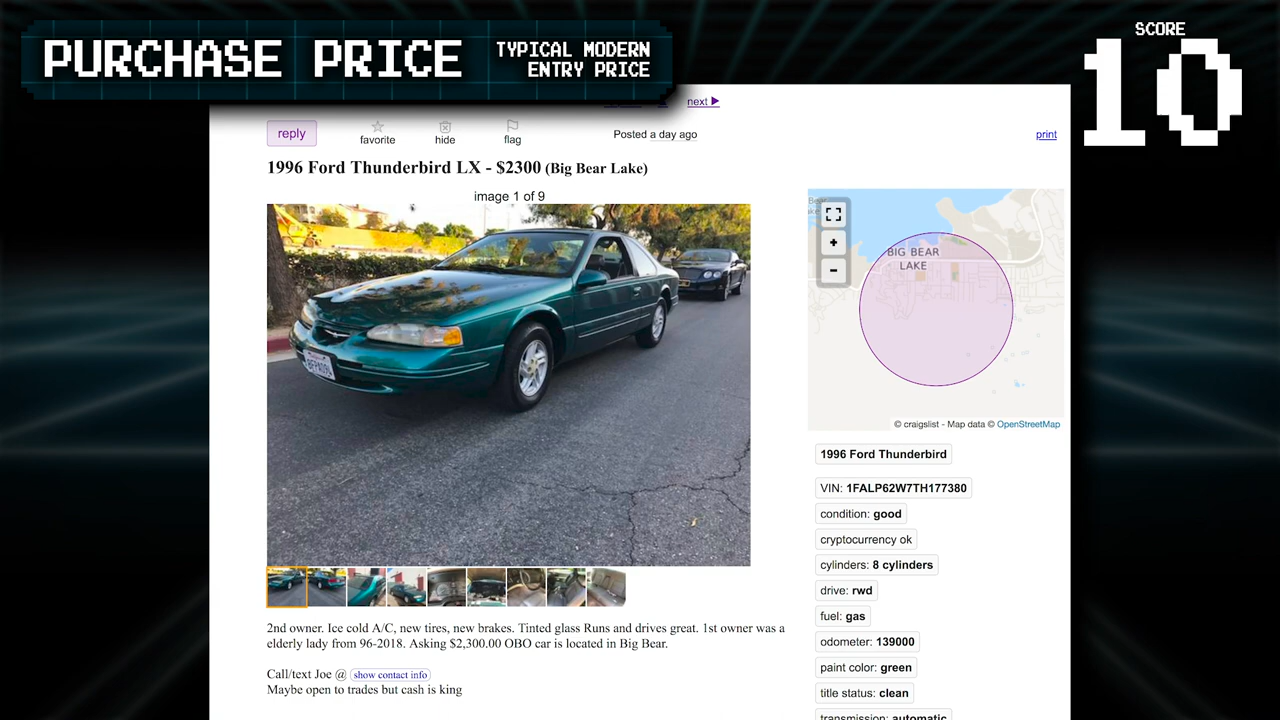 PURCHASE PRICE
TYPICAL MODERN
ENTRY PRICE
SCORE
10
next ▶
reply
favorite
hide
flag
Posted a day ago
print
1996 Ford Thunderbird LX - $2300 (Big Bear Lake)
image 1 of 9
+
−
BIG BEAR
LAKE
© craigslist - Map data © OpenStreetMap
1996 Ford Thunderbird
VIN: 1FALP62W7TH177380
condition: good
cryptocurrency ok
cylinders: 8 cylinders
drive: rwd
fuel: gas
odometer: 139000
paint color: green
title status: clean
transmission: automatic
2nd owner. Ice cold A/C, new tires, new brakes. Tinted glass Runs and drives great. 1st owner was a
elderly lady from 96-2018. Asking $2,300.00 OBO car is located in Big Bear.
Call/text Joe @ show contact info
Maybe open to trades but cash is king